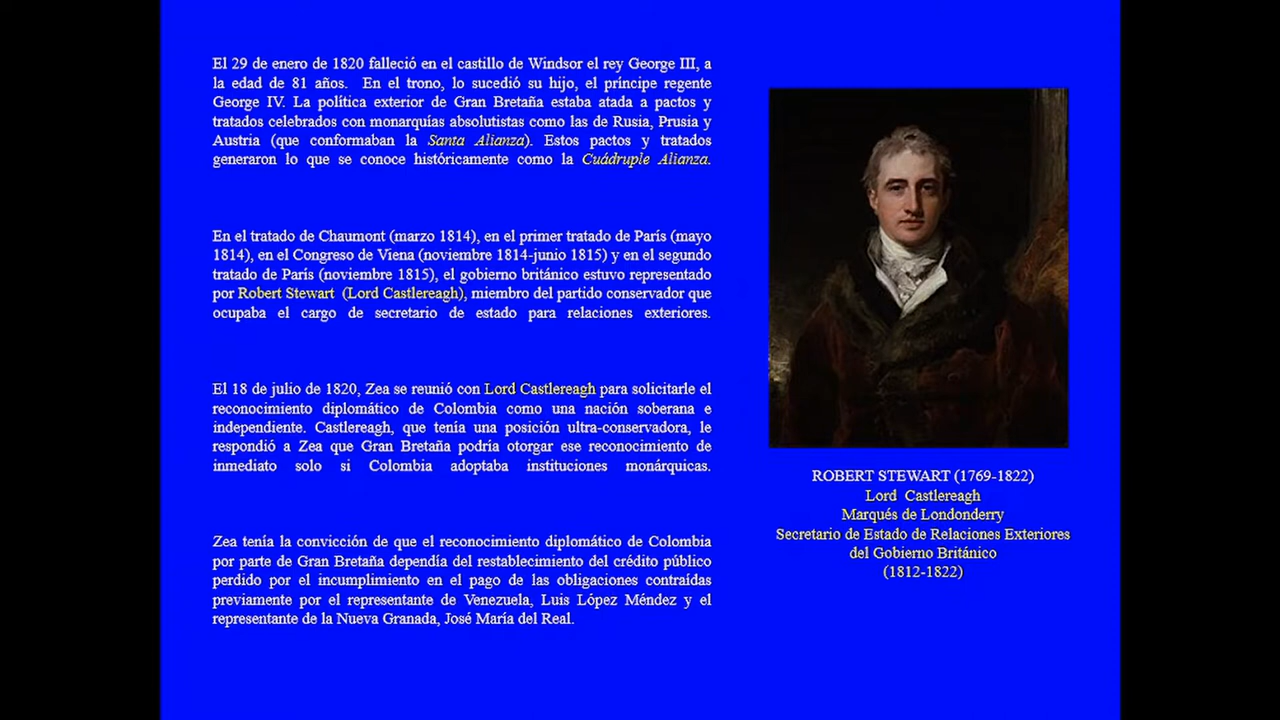 El 29 de enero de 1820 falleció en el castillo de Windsor el rey George III, a
la edad de 81 años. En el trono, lo sucedió su hijo, el príncipe regente
George IV. La política exterior de Gran Bretaña estaba atada a pactos y
tratados celebrados con monarquías absolutistas como las de Rusia, Prusia y
Austria (que conformaban la Santa Alianza). Estos pactos y tratados
generaron lo que se conoce históricamente como la Cuádruple Alianza.
En el tratado de Chaumont (marzo 1814), en el primer tratado de París (mayo
1814), en el Congreso de Viena (noviembre 1814-junio 1815) y en el segundo
tratado de París (noviembre 1815), el gobierno británico estuvo representado
por Robert Stewart (Lord Castlereagh), miembro del partido conservador que
ocupaba el cargo de secretario de estado para relaciones exteriores.
El 18 de julio de 1820, Zea se reunió con Lord Castlereagh para solicitarle el
reconocimiento diplomático de Colombia como una nación soberana e
independiente. Castlereagh, que tenía una posición ultra-conservadora, le
respondió a Zea que Gran Bretaña podría otorgar ese reconocimiento de
inmediato solo si Colombia adoptaba instituciones monárquicas.
Zea tenía la convicción de que el reconocimiento diplomático de Colombia
por parte de Gran Bretaña dependía del restablecimiento del crédito público
perdido por el incumplimiento en el pago de las obligaciones contraídas
previamente por el representante de Venezuela, Luis López Méndez y el
representante de la Nueva Granada, José María del Real.
ROBERT STEWART (1769-1822)
Lord Castlereagh
Marqués de Londonderry
Secretario de Estado de Relaciones Exteriores
del Gobierno Británico
(1812-1822)